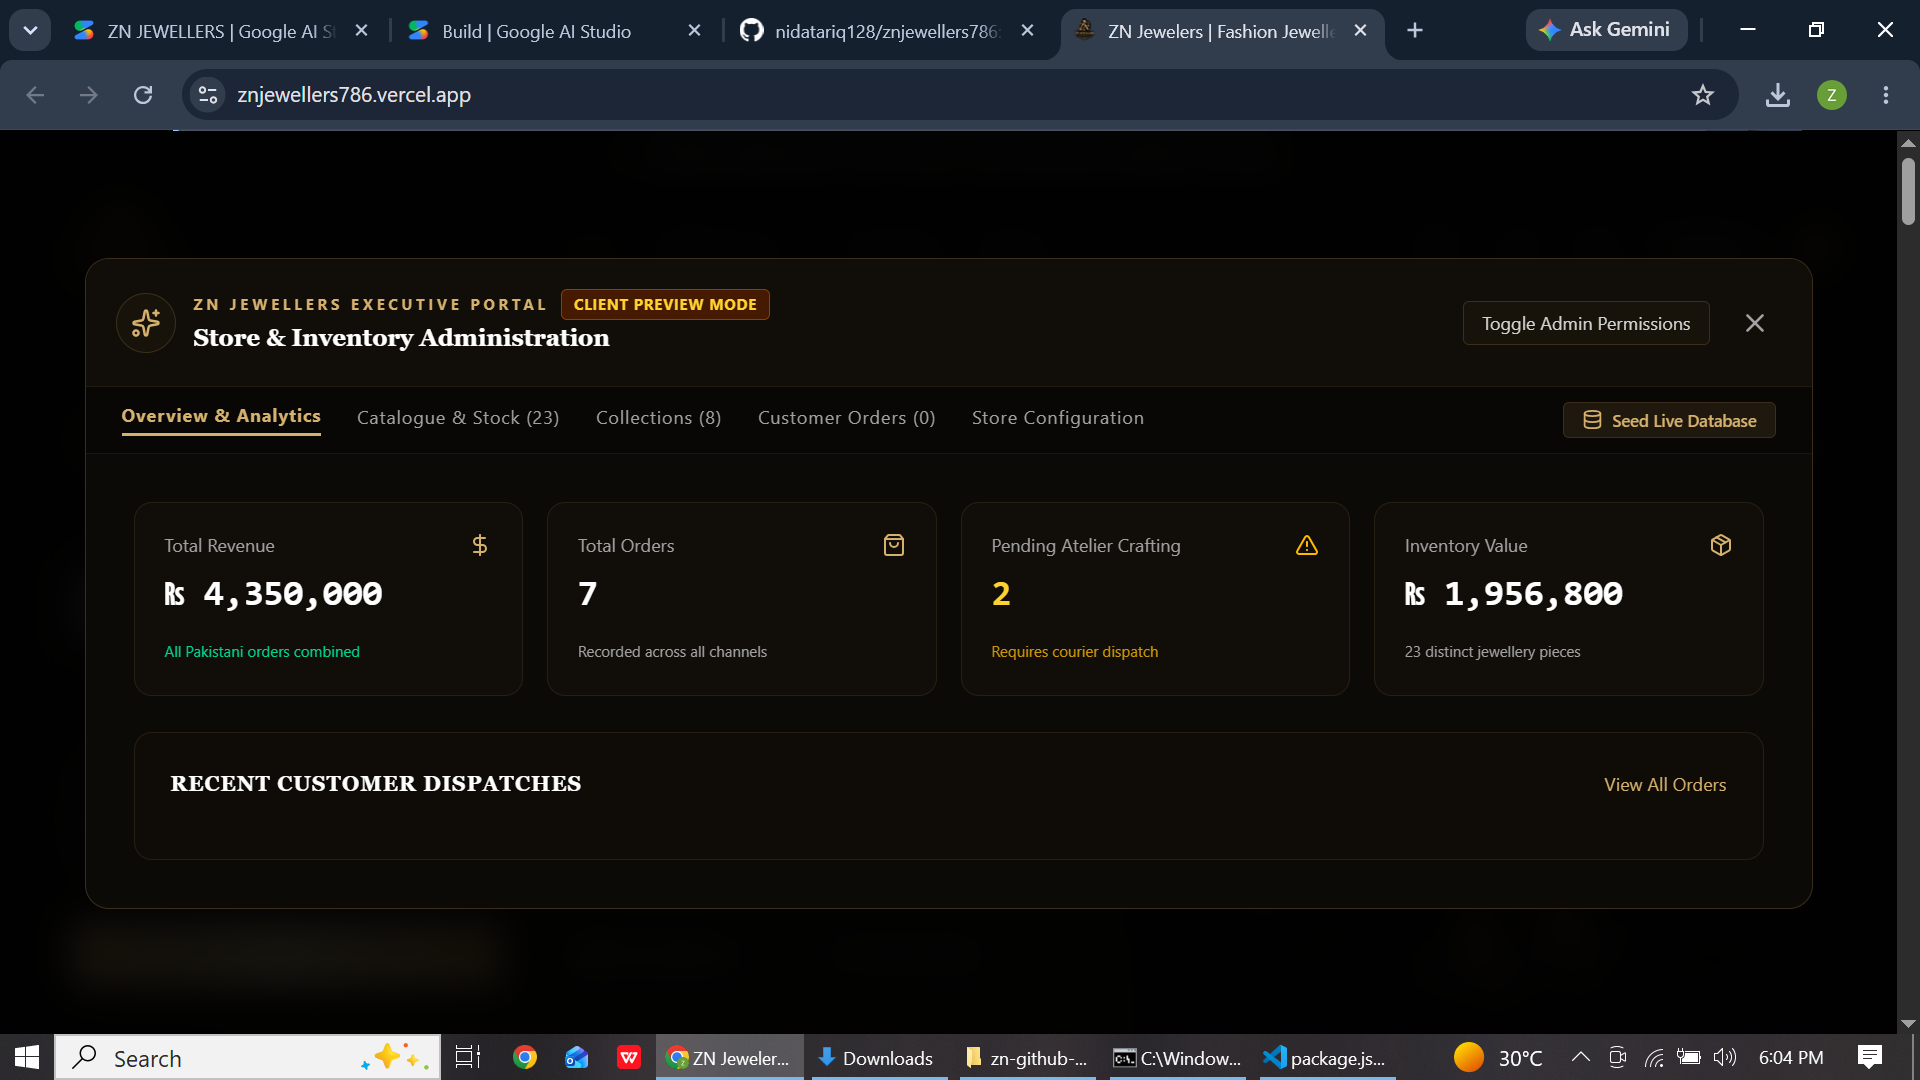 ZN JEWELLERS | Google AI St
Build | Google AI Studio
nidatariq128/znjewellers786:
ZN Jewelers | Fashion Jewelle
Ask Gemini
znjewellers786.vercel.app
Z
ZN JEWELLERS EXECUTIVE PORTAL
CLIENT PREVIEW MODE
Store & Inventory Administration
Toggle Admin Permissions
Overview & Analytics
Catalogue & Stock (23)
Collections (8)
Customer Orders (0)
Store Configuration
Seed Live Database
Total Revenue
₨ 4,350,000
All Pakistani orders combined
Total Orders
7
Recorded across all channels
Pending Atelier Crafting
2
Requires courier dispatch
Inventory Value
₨ 1,956,800
23 distinct jewellery pieces
RECENT CUSTOMER DISPATCHES
View All Orders
Search
ZN Jeweler...
Downloads
zn-github-...
C:\Window...
package.js...
30°C
6:04 PM